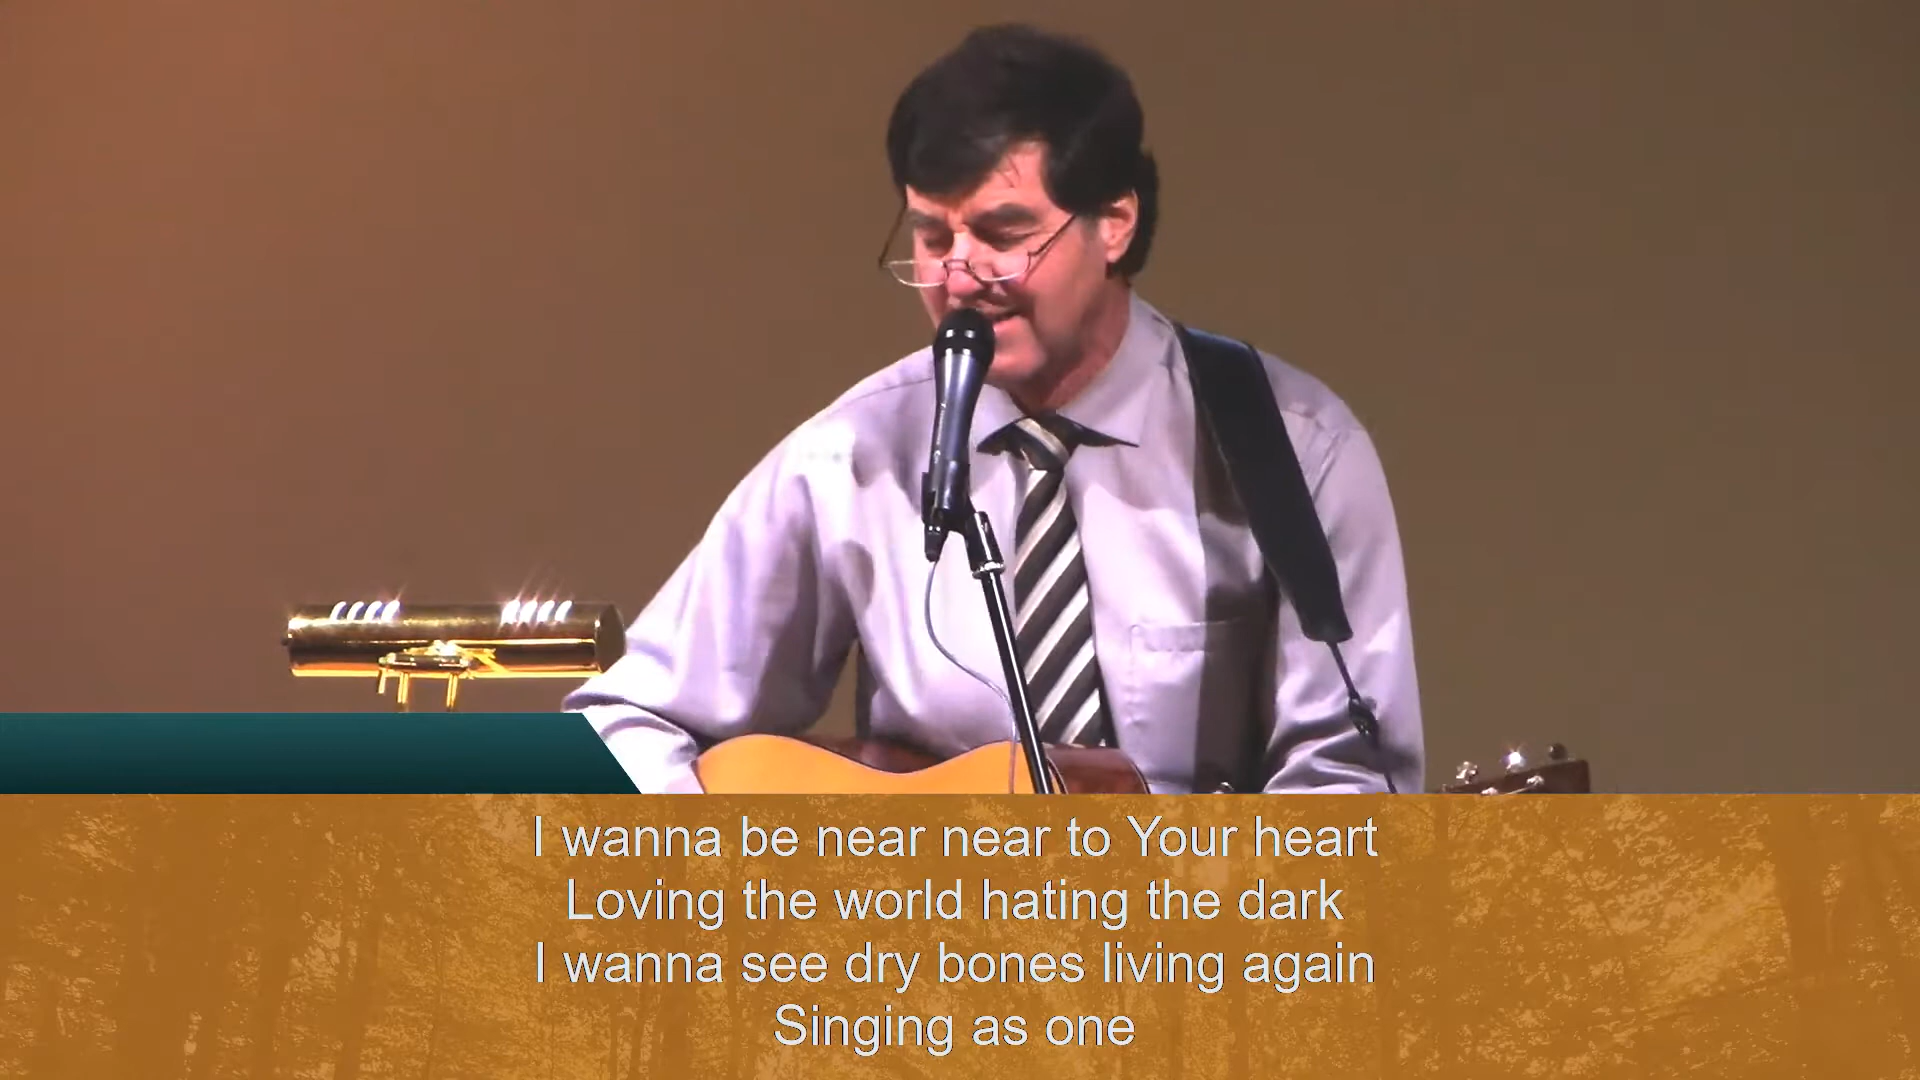 I wanna be near near to Your heart
Loving the world hating the dark
I wanna see dry bones living again
Singing as one